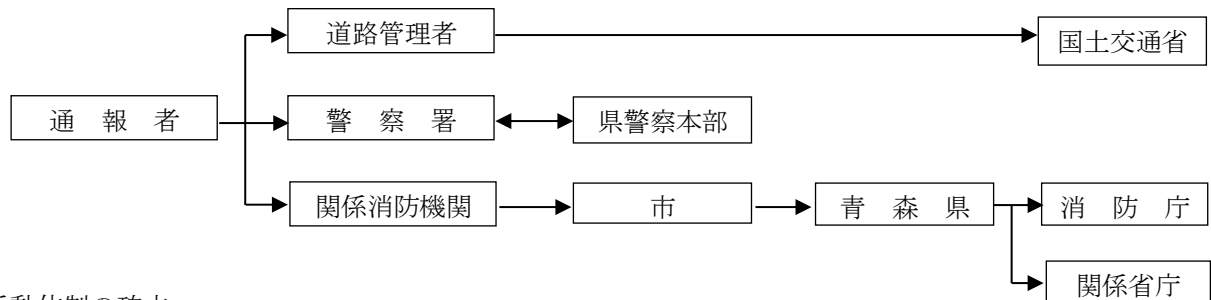 道路管理者
国土交通省
通 報 者
警 察 署
県警察本部
関係消防機関
市
青 森 県
消 防 庁
関係省庁